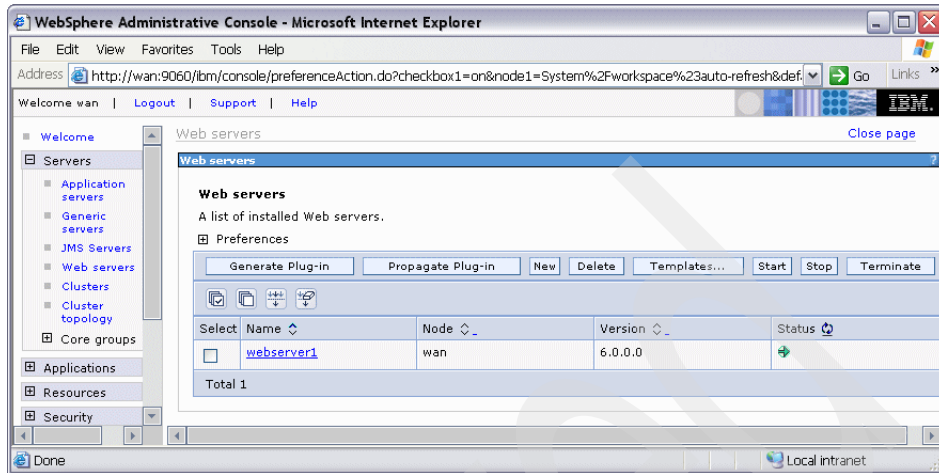 WebSphere Administrative Console - Microsoft Internet Explorer
File Edit View Favorites Tools Help
Address http://wan:9060/ibm/console/preferenceAction.do?checkbox1=on&node1=System%2Fworkspace%23auto-refresh&def. Go Links »
Welcome wan | Logout | Support | Help IBM.
Welcome
Servers
Application
servers
Generic
servers
JMS Servers
Web servers
Clusters
Cluster
topology
Core groups
Applications
Resources
Security
Web servers Close page
Web servers ?
Web servers
A list of installed Web servers.
Preferences
Generate Plug-in Propagate Plug-in New Delete Templates... Start Stop Terminate
Select Name Node Version Status
webserver1 wan 6.0.0.0
Total 1
Done Local intranet